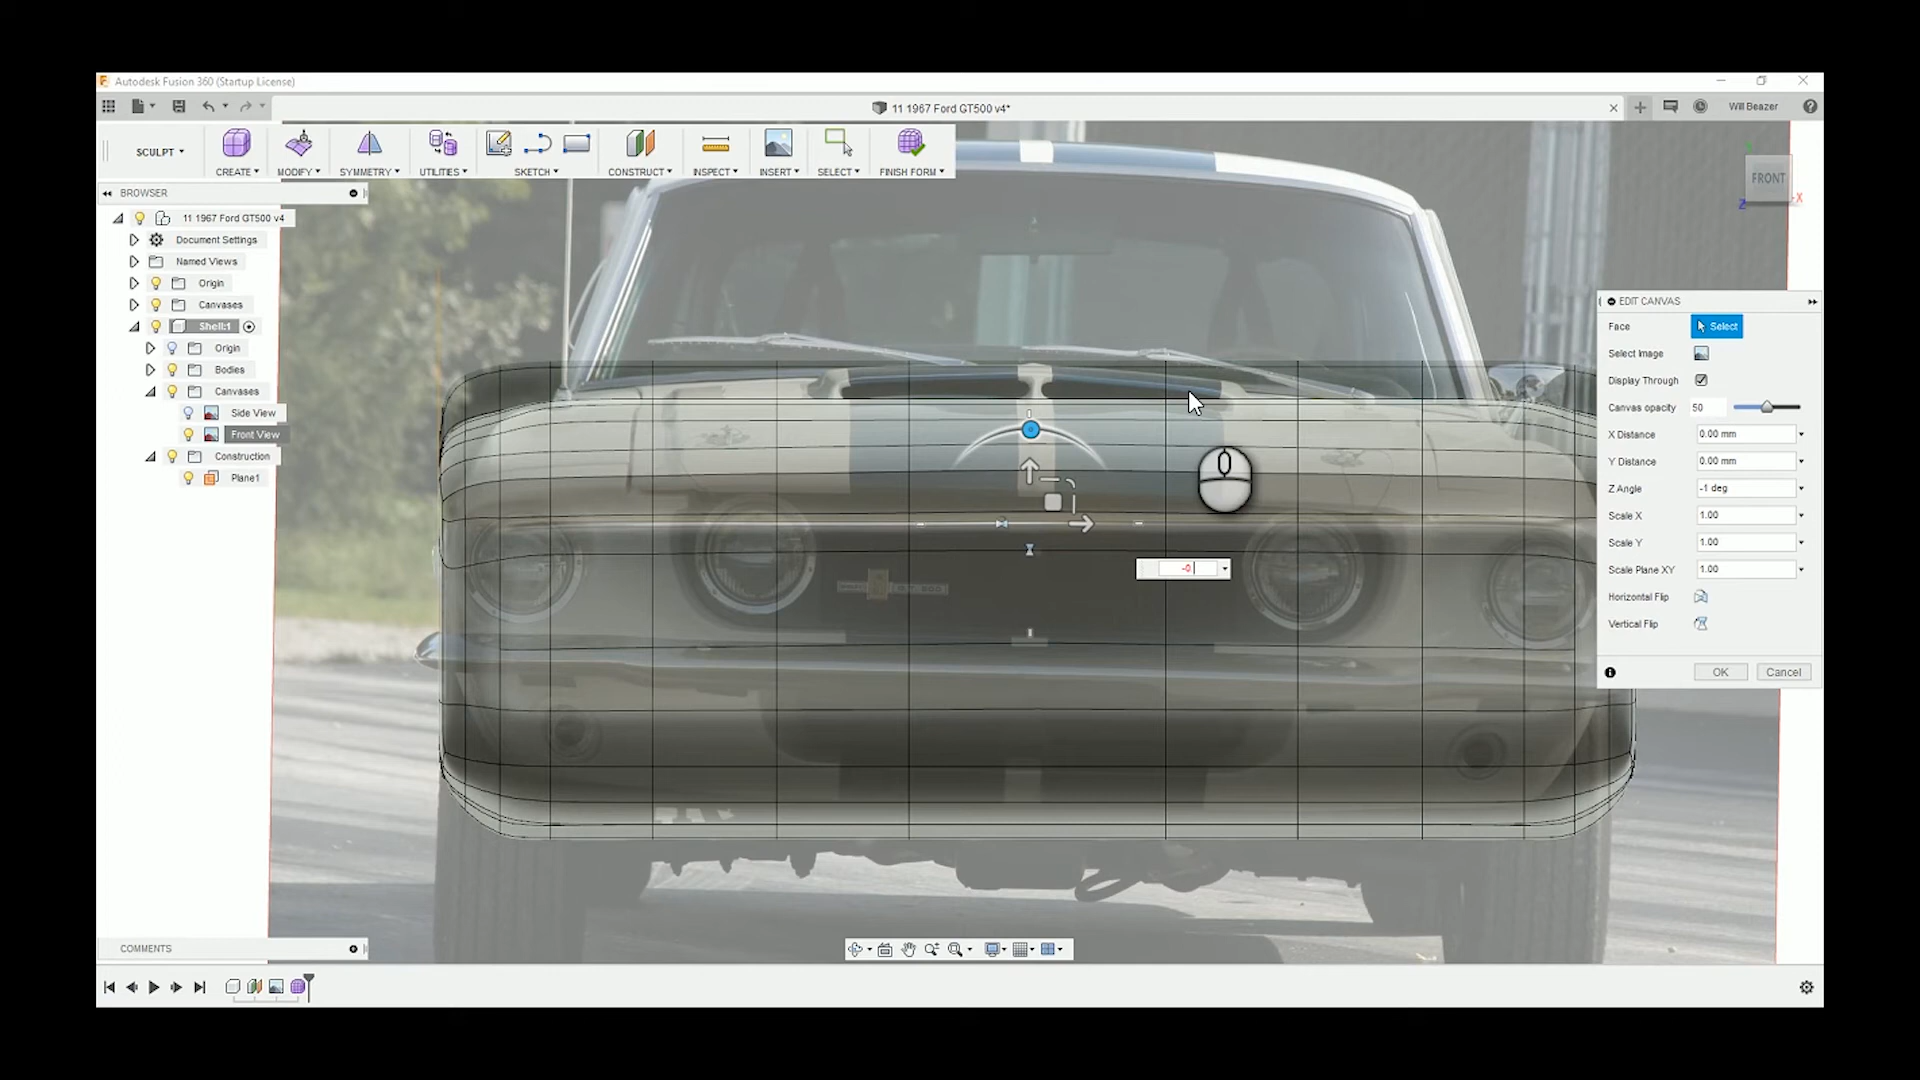 Autodesk Fusion 360 (Startup License)
11 1967 Ford GT500 v4*
Will Beazer
SCULPT
CREATE
MODIFY
SYMMETRY
UTILITIES
SKETCH
CONSTRUCT
INSPECT
INSERT
SELECT
FINISH FORM
FRONT
X
Z
BROWSER
11 1967 Ford GT500 v4
Document Settings
Named Views
Origin
Canvases
Shell:1
Origin
Bodies
Canvases
Side View
Front View
Construction
Plane1
EDIT CANVAS
Face Select
Select Image
Display Through
Canvas opacity 50
X Distance 0.00 mm
Y Distance 0.00 mm
Z Angle -1 deg
Scale X 1.00
Scale Y 1.00
Scale Plane XY 1.00
Horizontal Flip
Vertical Flip
OK Cancel
-0
COMMENTS